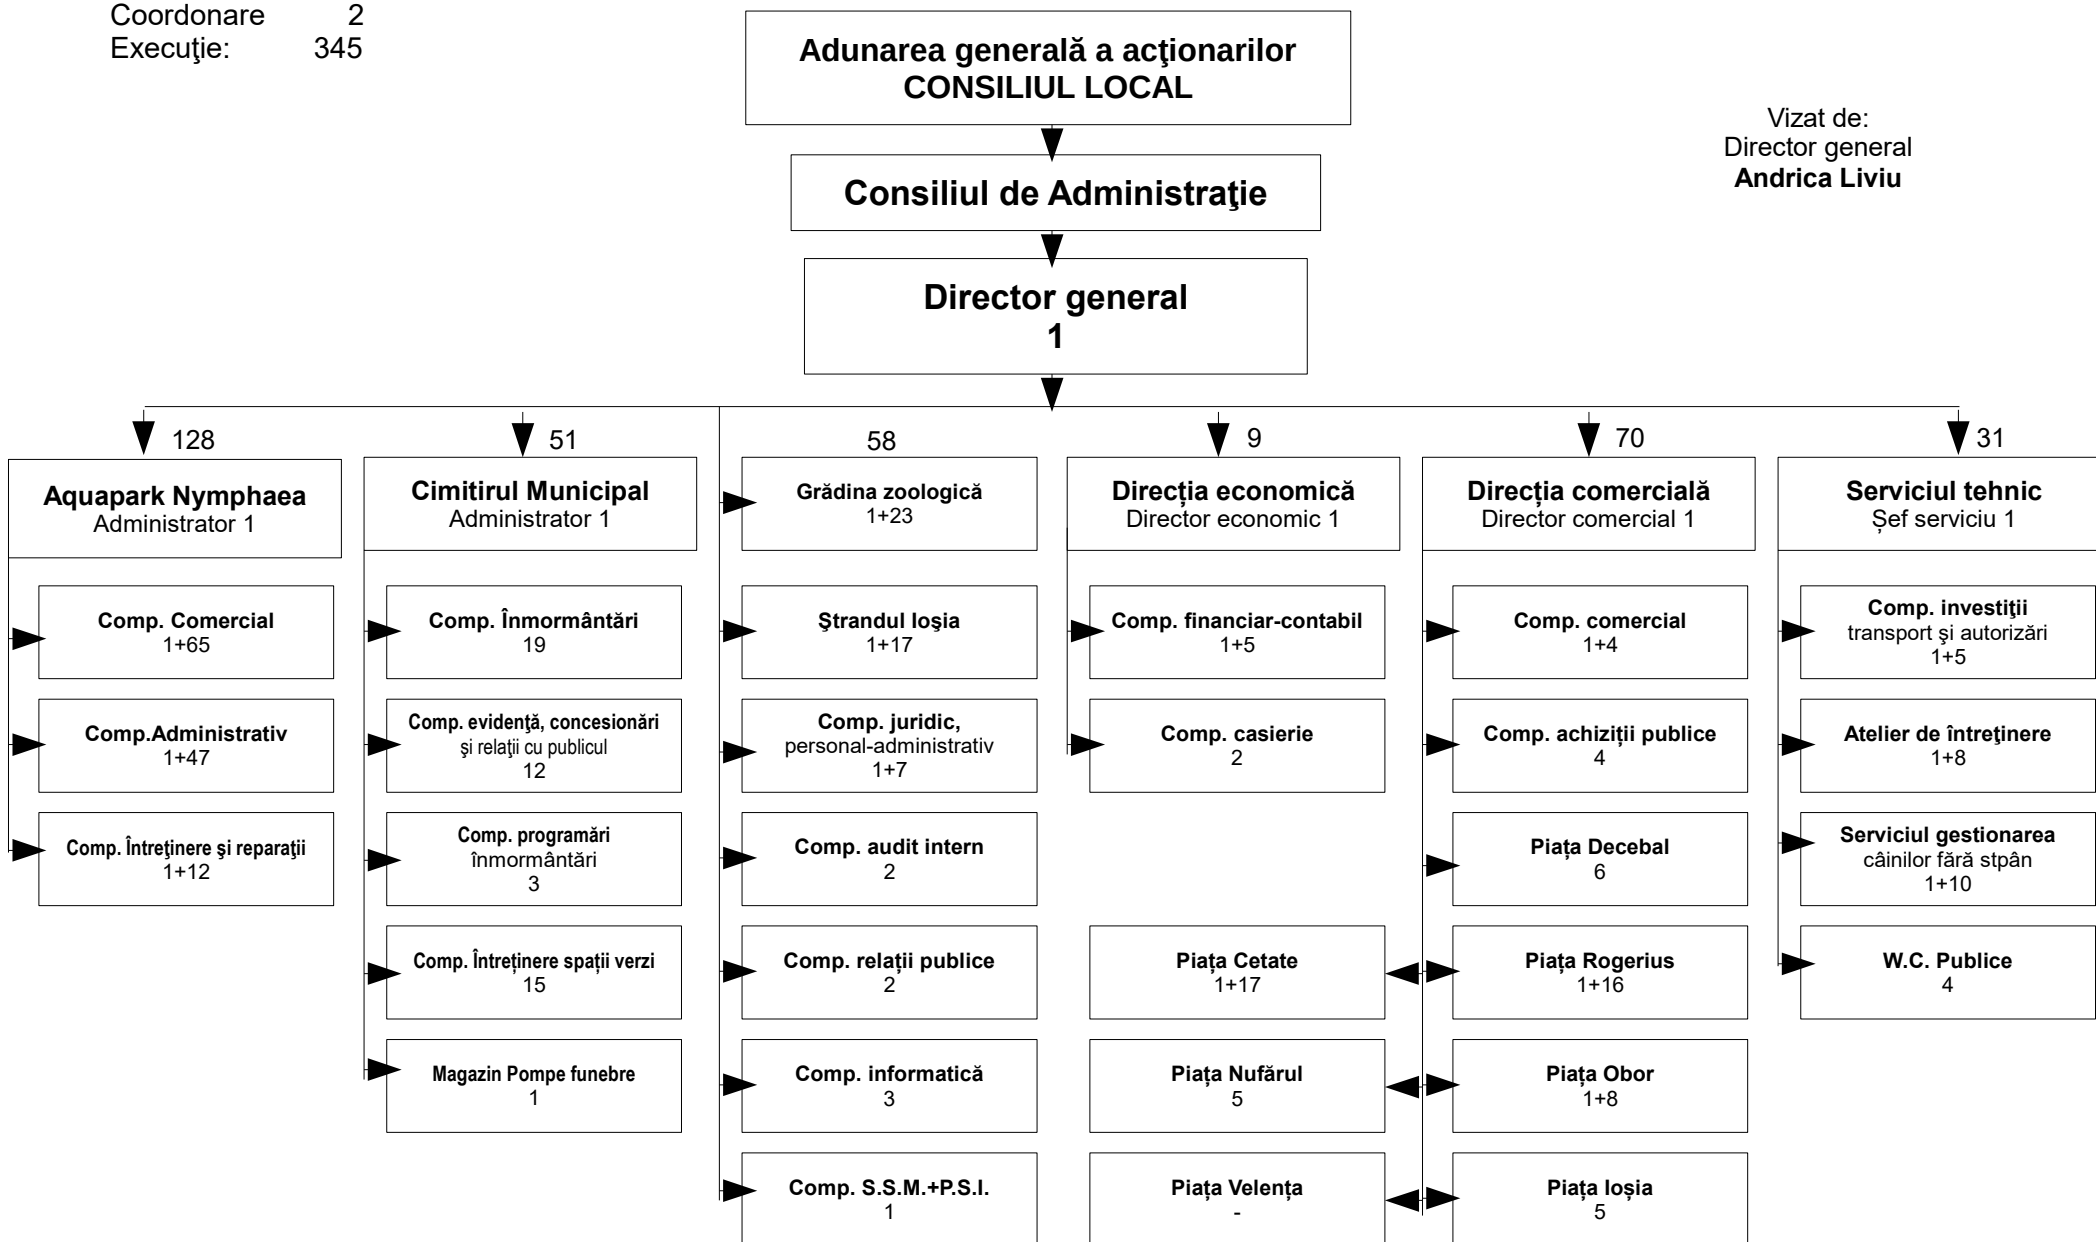 Coordonare 2
Execuţie: 345
Adunarea generală a acţionarilor
CONSILIUL LOCAL
Vizat de:
Director general
Andrica Liviu
Consiliul de Administraţie
Director general
1
128
Aquapark Nymphaea
Administrator 1
Comp. Comercial
1+65
Comp.Administrativ
1+47
Comp. Întreţinere şi reparaţii
1+12
51
Cimitirul Municipal
Administrator 1
Comp. Înmormântări
19
Comp. evidenţă, concesionări
şi relaţii cu publicul
12
Comp. programări
înmormântări
3
Comp. Întreținere spații verzi
15
Magazin Pompe funebre
1
58
Grădina zoologică
1+23
Ştrandul Ioşia
1+17
Comp. juridic,
personal-administrativ
1+7
Comp. audit intern
2
Comp. relații publice
2
Comp. informatică
3
Comp. S.S.M.+P.S.I.
1
9
Direcția economică
Director economic 1
Comp. financiar-contabil
1+5
Comp. casierie
2
Piața Cetate
1+17
Piața Nufărul
5
Piața Velența
-
70
Direcția comercială
Director comercial 1
Comp. comercial
1+4
Comp. achiziții publice
4
Piața Decebal
6
Piața Rogerius
1+16
Piața Obor
1+8
Piața Ioșia
5
31
Serviciul tehnic
Șef serviciu 1
Comp. investiţii
transport şi autorizări
1+5
Atelier de întreţinere
1+8
Serviciul gestionarea
câinilor fără stpân
1+10
W.C. Publice
4